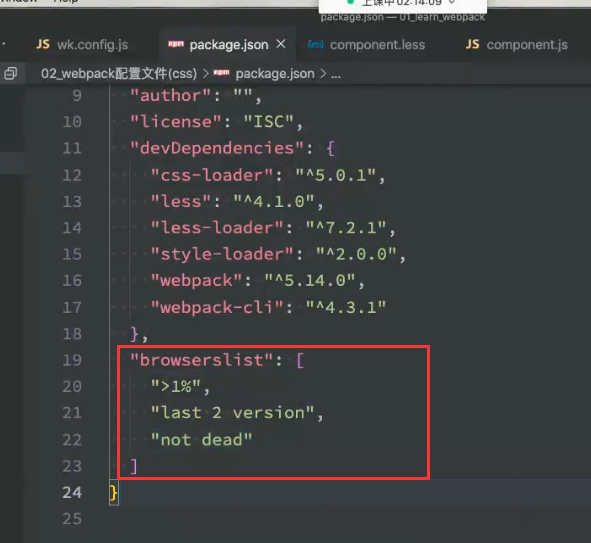 indow Help
上课中 02:14:09
package.json — 01_learn_webpack
JS wk.config.js npm package.json × {less} component.less JS component.js
02_webpack配置文件(css) > npm package.json > ...
9 "author": "",
10 "license": "ISC",
11 "devDependencies": {
12 "css-loader": "^5.0.1",
13 "less": "^4.1.0",
14 "less-loader": "^7.2.1",
15 "style-loader": "^2.0.0",
16 "webpack": "^5.14.0",
17 "webpack-cli": "^4.3.1"
18 },
19 "browserslist": [
20 ">1%",
21 "last 2 version",
22 "not dead"
23 ]
24 }
25